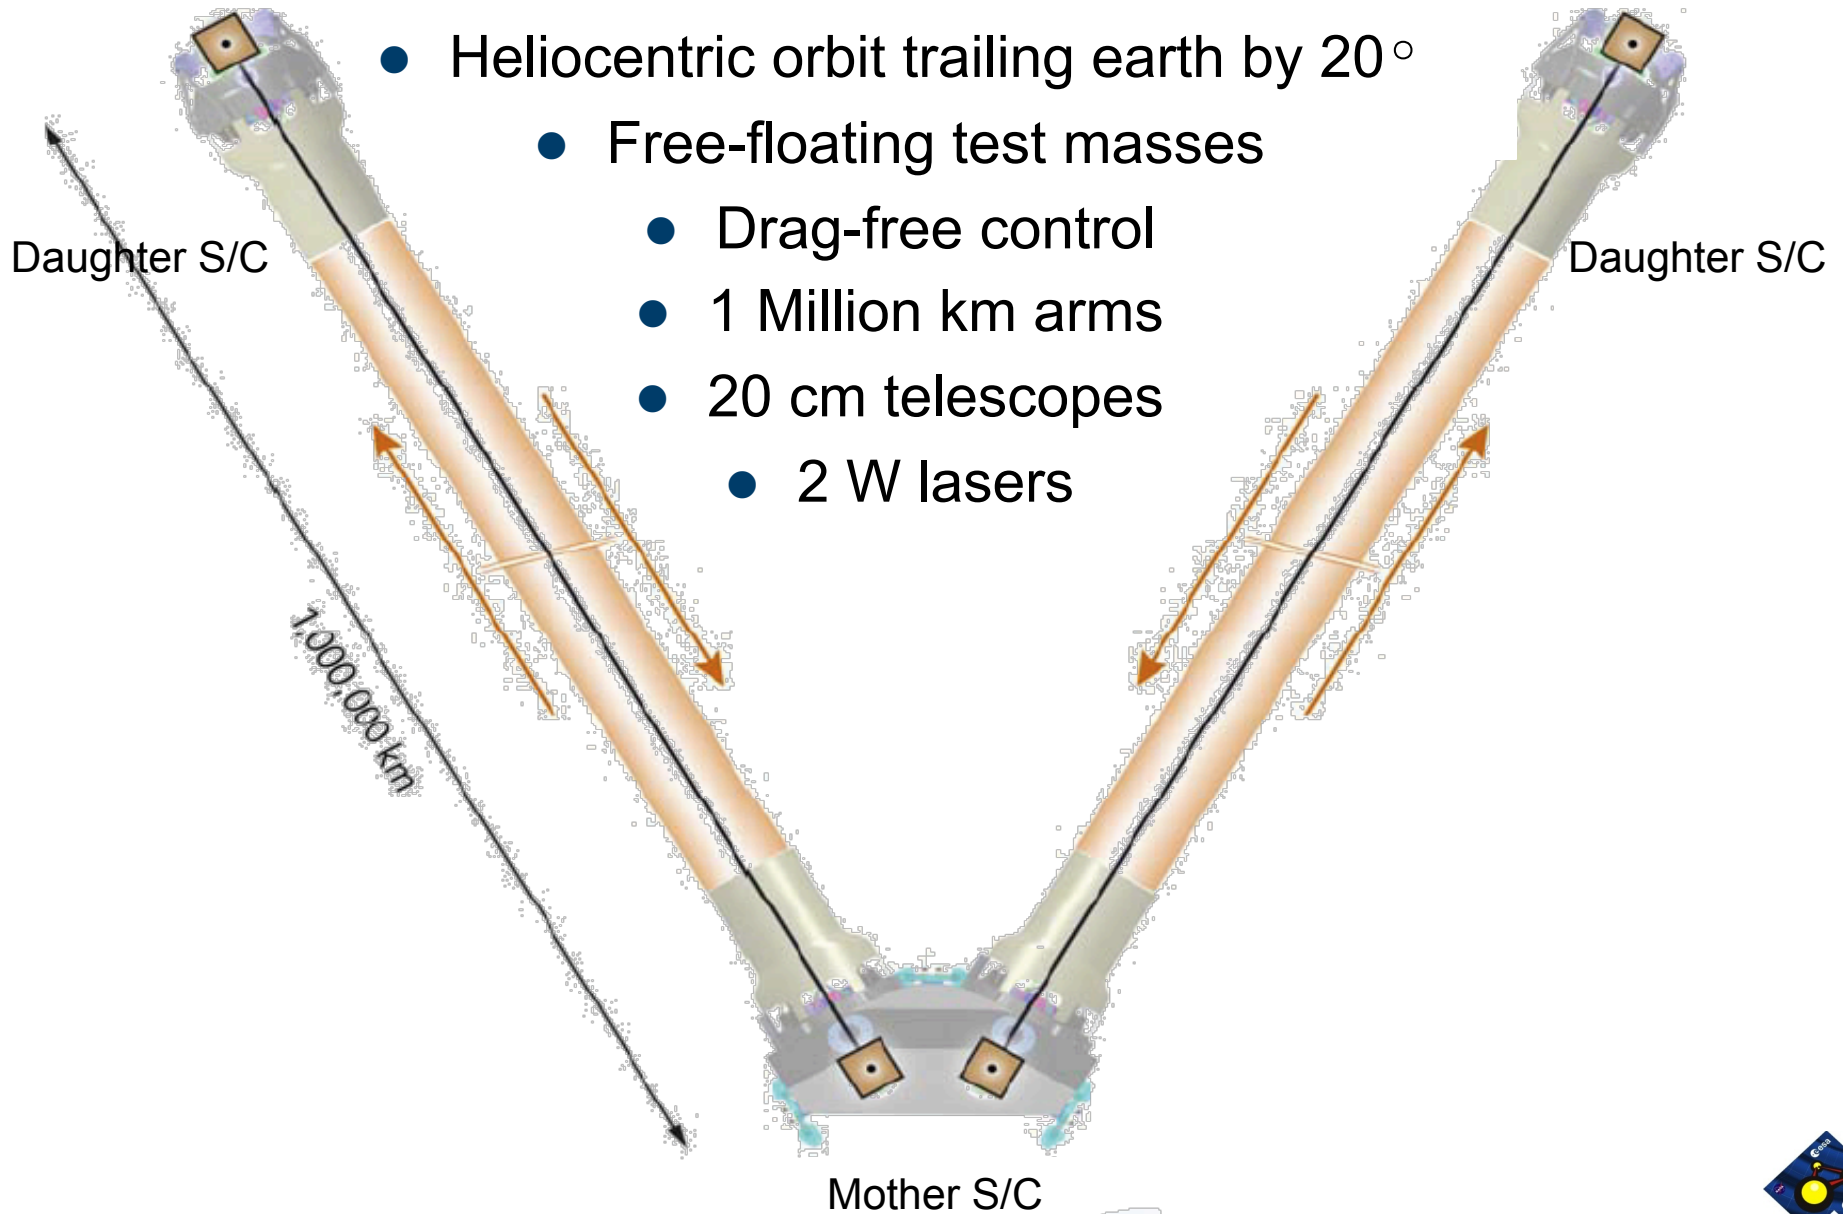 ● Heliocentric orbit trailing earth by 20°
● Free-floating test masses
● Drag-free control
● 1 Million km arms
● 20 cm telescopes
● 2 W lasers
Daughter S/C
Daughter S/C
1,000,000 km
Mother S/C
esa